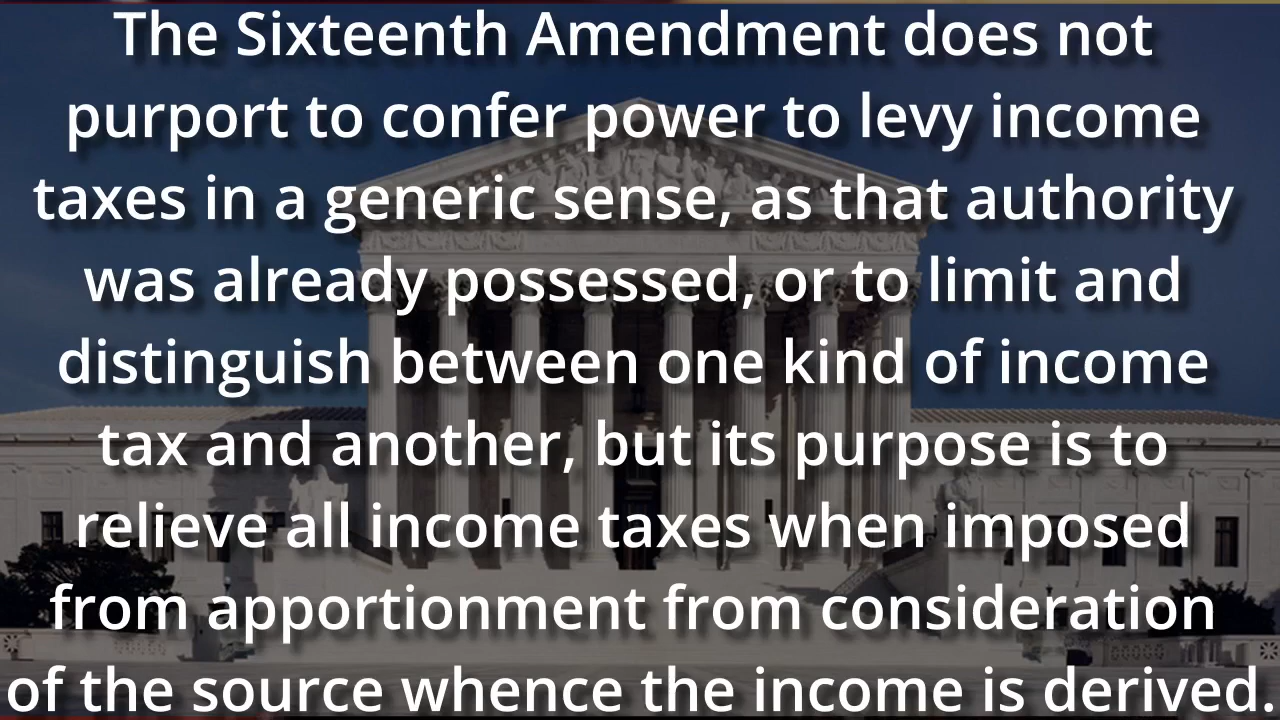 The Sixteenth Amendment does not
purport to confer power to levy income
taxes in a generic sense, as that authority
was already possessed, or to limit and
distinguish between one kind of income
tax and another, but its purpose is to
relieve all income taxes when imposed
from apportionment from consideration
of the source whence the income is derived.